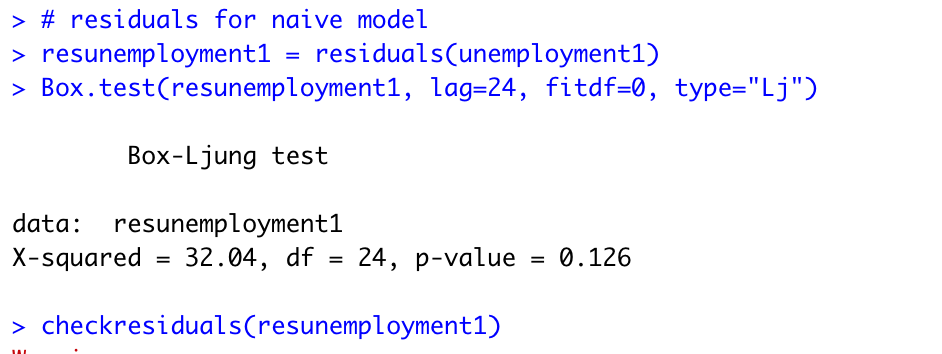 > # residuals for naive model
> resunemployment1 = residuals(unemployment1)
> Box.test(resunemployment1, lag=24, fitdf=0, type="Lj")
Box-Ljung test
data:  resunemployment1
X-squared = 32.04, df = 24, p-value = 0.126
> checkresiduals(resunemployment1)